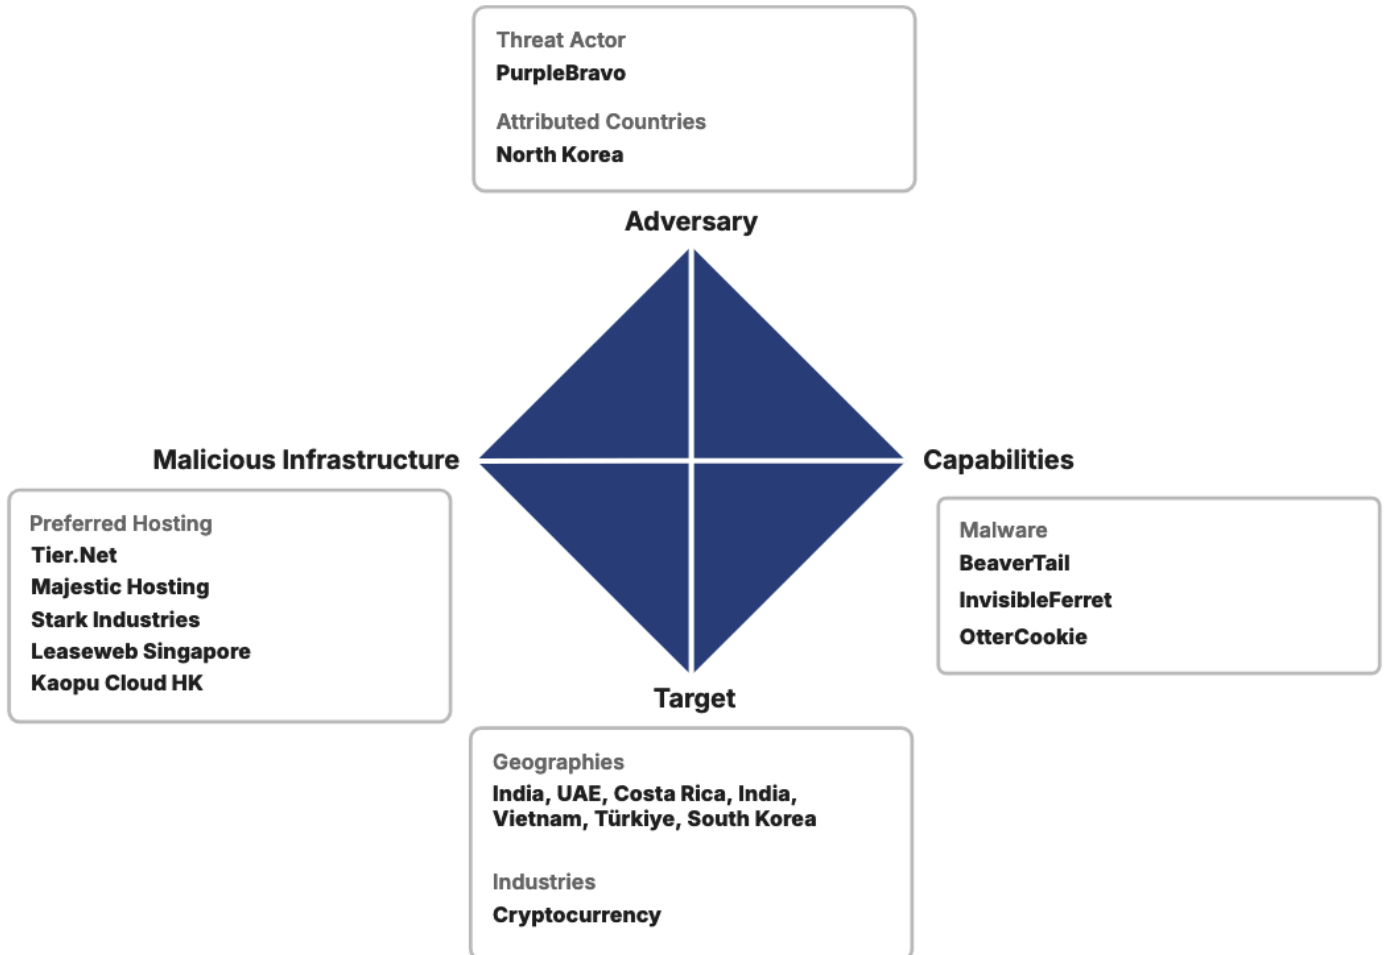 Threat Actor
PurpleBravo
Attributed Countries
North Korea
Adversary
Malicious Infrastructure
Preferred Hosting
Tier.Net
Majestic Hosting
Stark Industries
Leaseweb Singapore
Kaopu Cloud HK
Capabilities
Malware
BeaverTail
InvisibleFerret
OtterCookie
Target
Geographies
India, UAE, Costa Rica, India,
Vietnam, Türkiye, South Korea
Industries
Cryptocurrency